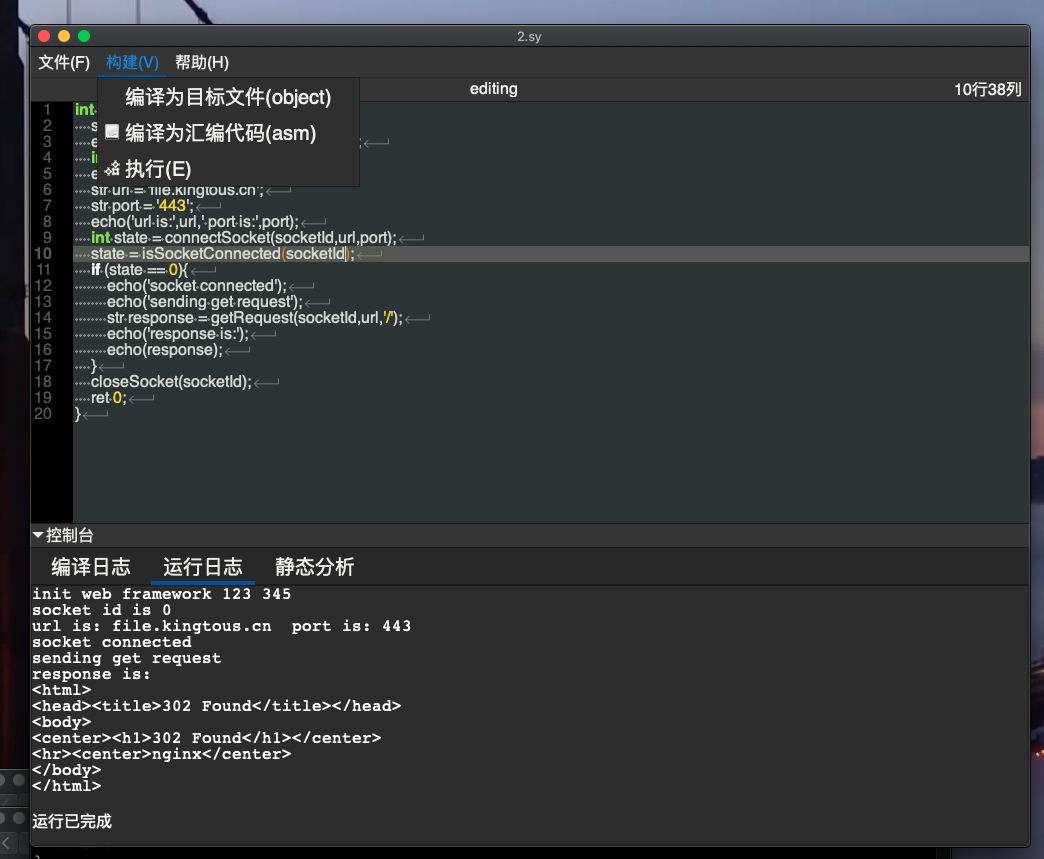 2.sy
文件(F) 构建(V) 帮助(H)
editing 10行38列
编译为目标文件(object)
编译为汇编代码(asm)
执行(E)
1 int
2 ····s
3 ····e ;
4 ····i
5 ····e
6 ····str·url·=·'file.kingtous.cn';
7 ····str·port·=·'443';
8 ····echo('url·is:',url,'·port·is:',port);
9 ····int·state·=·connectSocket(socketId,url,port);
10 ····state·=·isSocketConnected(socketId);
11 ····if·(state·==·0){
12 ········echo('socket·connected');
13 ········echo('sending·get·request');
14 ········str·response·=·getRequest(socketId,url,'/');
15 ········echo('response·is:');
16 ········echo(response);
17 ····}
18 ····closeSocket(socketId);
19 ····ret·0;
20 }
控制台
编译日志 运行日志 静态分析
init web framework 123 345
socket id is 0
url is: file.kingtous.cn  port is: 443
socket connected
sending get request
response is:
<html>
<head><title>302 Found</title></head>
<body>
<center><h1>302 Found</h1></center>
<hr><center>nginx</center>
</body>
</html>
运行已完成